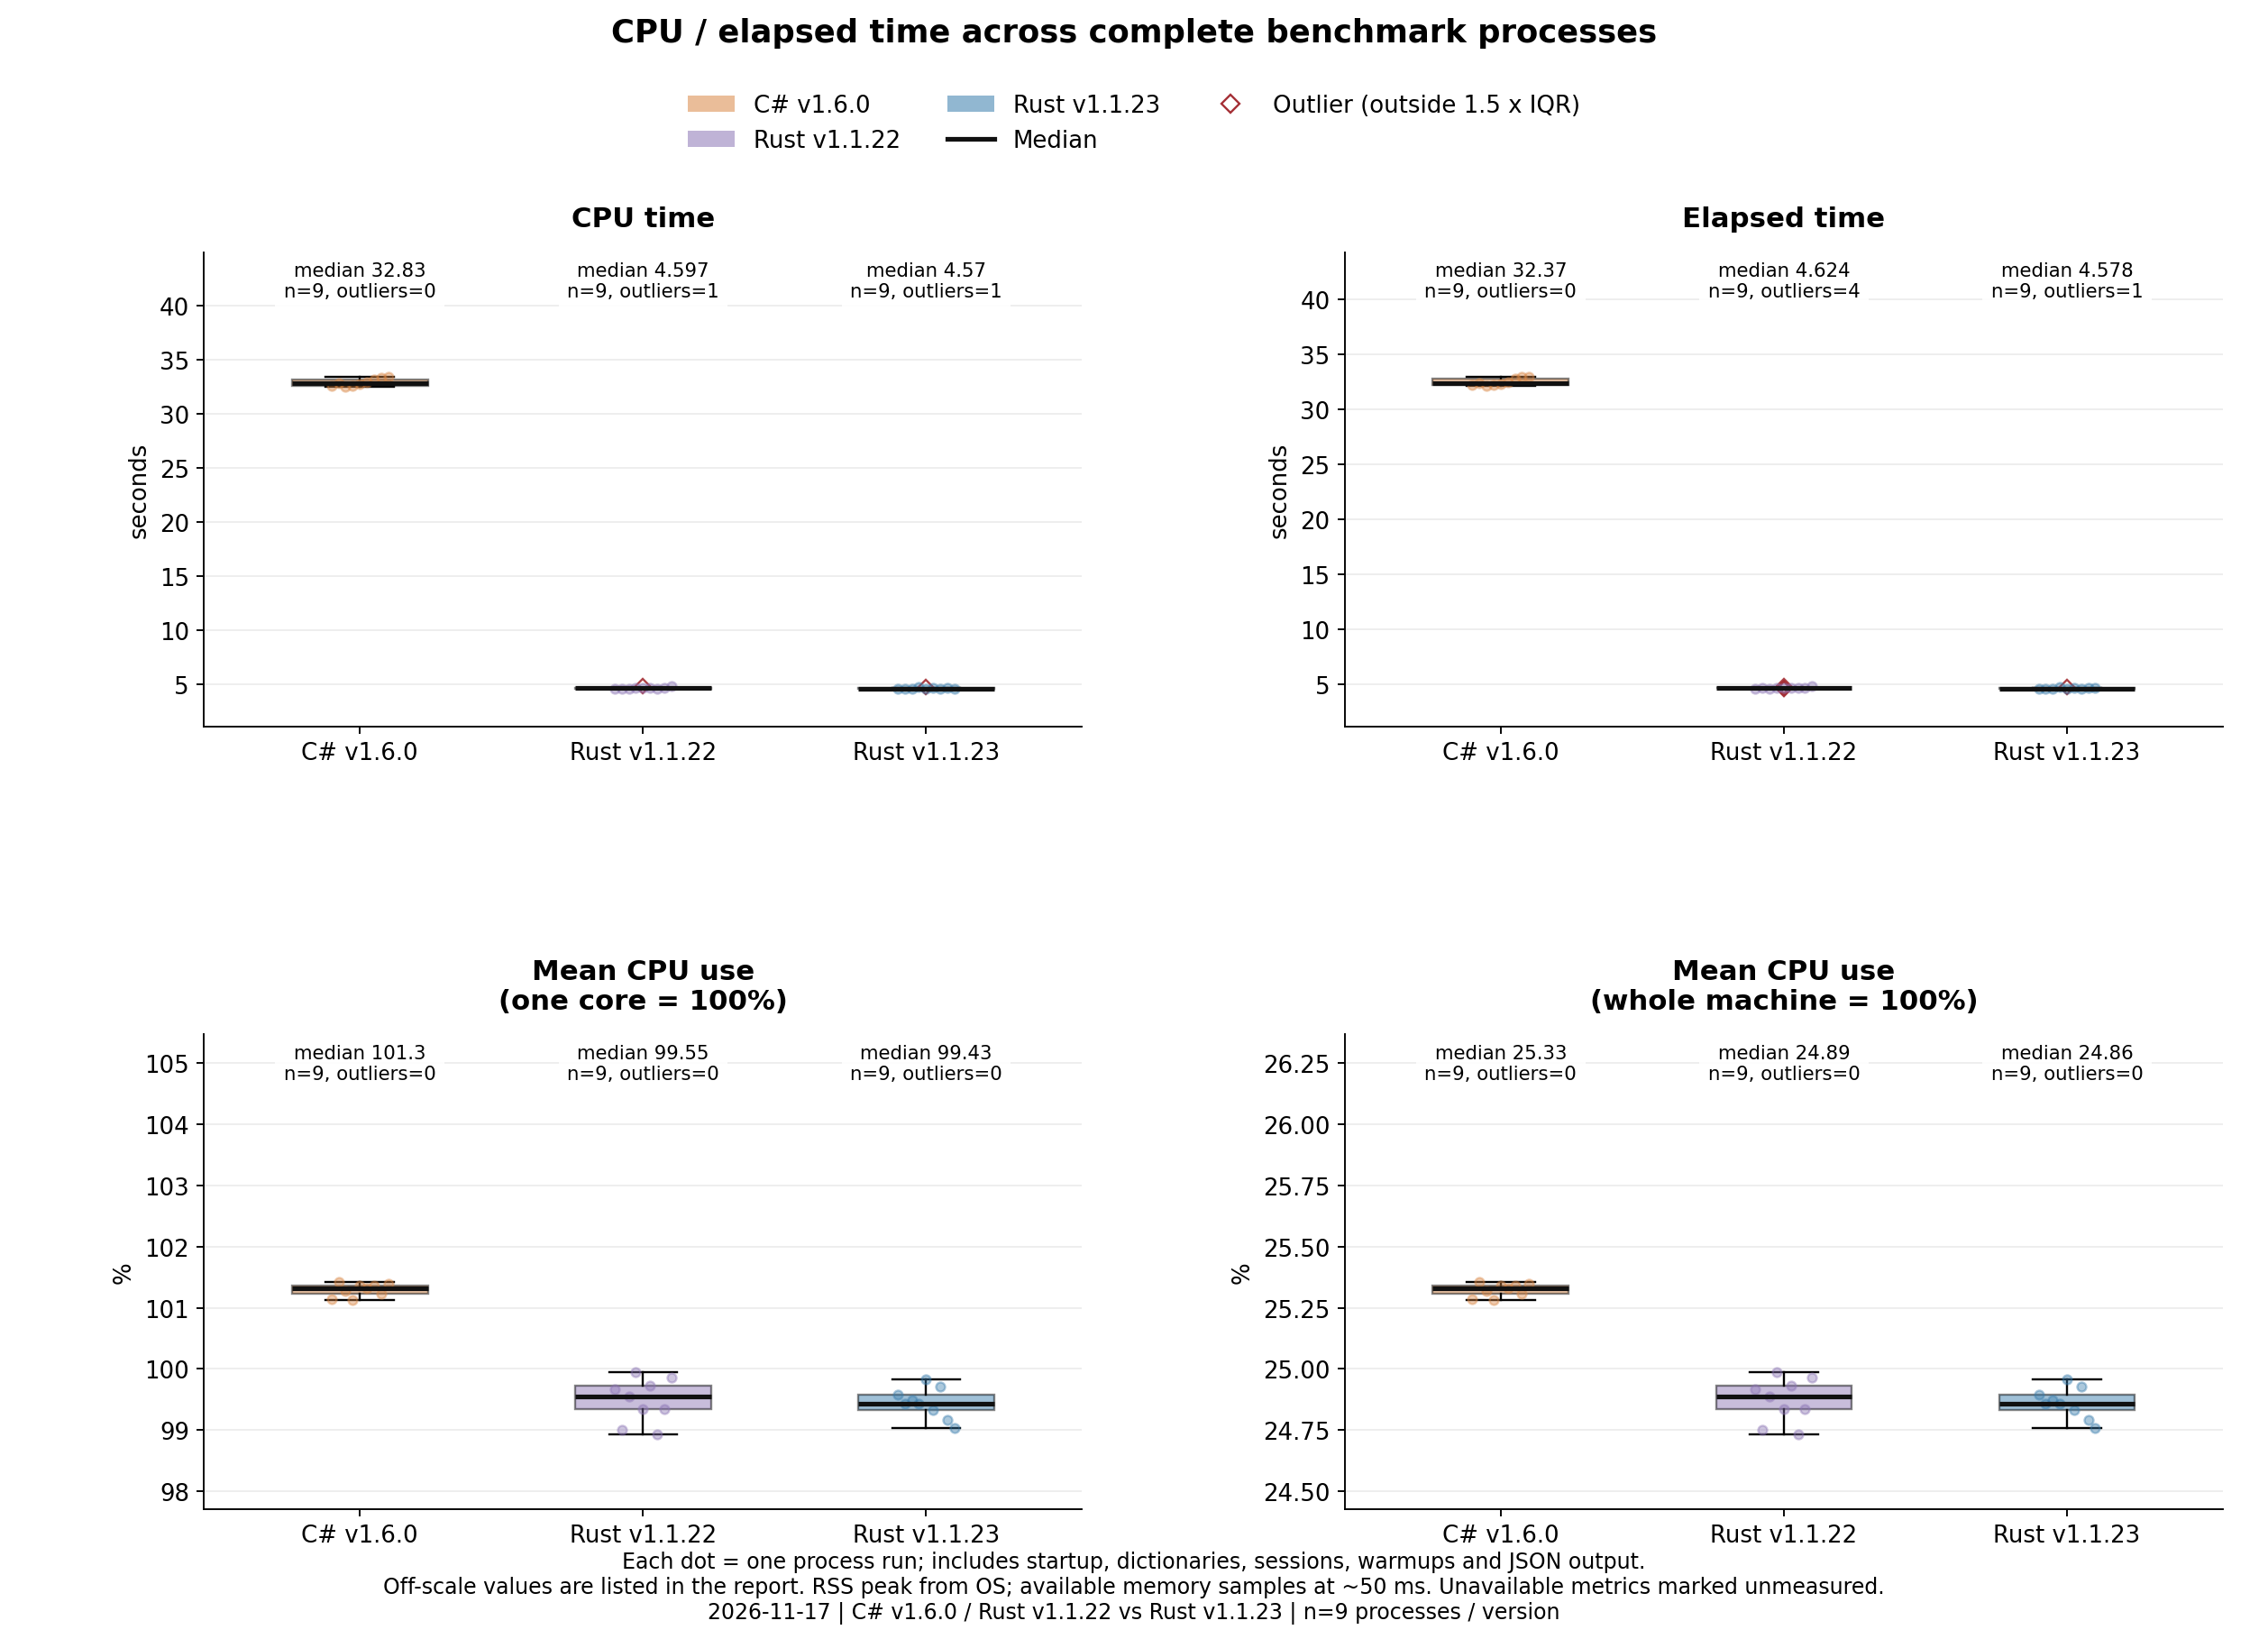 CPU / elapsed time across complete benchmark processes
C# v1.6.0
Rust v1.1.22
Rust v1.1.23
Median
Outlier (outside 1.5 x IQR)
CPU time
median 32.83
n=9, outliers=0
median 4.597
n=9, outliers=1
median 4.57
n=9, outliers=1
40
35
30
25
20
15
10
5
seconds
C# v1.6.0
Rust v1.1.22
Rust v1.1.23
Elapsed time
median 32.37
n=9, outliers=0
median 4.624
n=9, outliers=4
median 4.578
n=9, outliers=1
40
35
30
25
20
15
10
5
seconds
C# v1.6.0
Rust v1.1.22
Rust v1.1.23
Mean CPU use
(one core = 100%)
median 101.3
n=9, outliers=0
median 99.55
n=9, outliers=0
median 99.43
n=9, outliers=0
105
104
103
102
101
100
99
98
%
C# v1.6.0
Rust v1.1.22
Rust v1.1.23
Mean CPU use
(whole machine = 100%)
median 25.33
n=9, outliers=0
median 24.89
n=9, outliers=0
median 24.86
n=9, outliers=0
26.25
26.00
25.75
25.50
25.25
25.00
24.75
24.50
%
C# v1.6.0
Rust v1.1.22
Rust v1.1.23
Each dot = one process run; includes startup, dictionaries, sessions, warmups and JSON output.
Off-scale values are listed in the report. RSS peak from OS; available memory samples at ~50 ms. Unavailable metrics marked unmeasured.
2026-11-17 | C# v1.6.0 / Rust v1.1.22 vs Rust v1.1.23 | n=9 processes / version